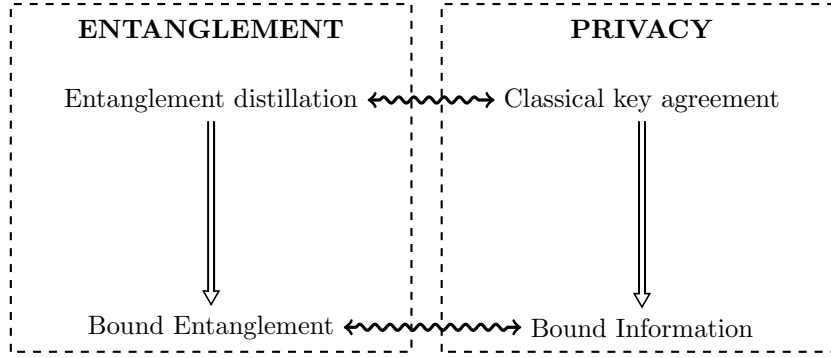 ENTANGLEMENT
PRIVACY
Entanglement distillation
Classical key agreement
Bound Entanglement
Bound Information